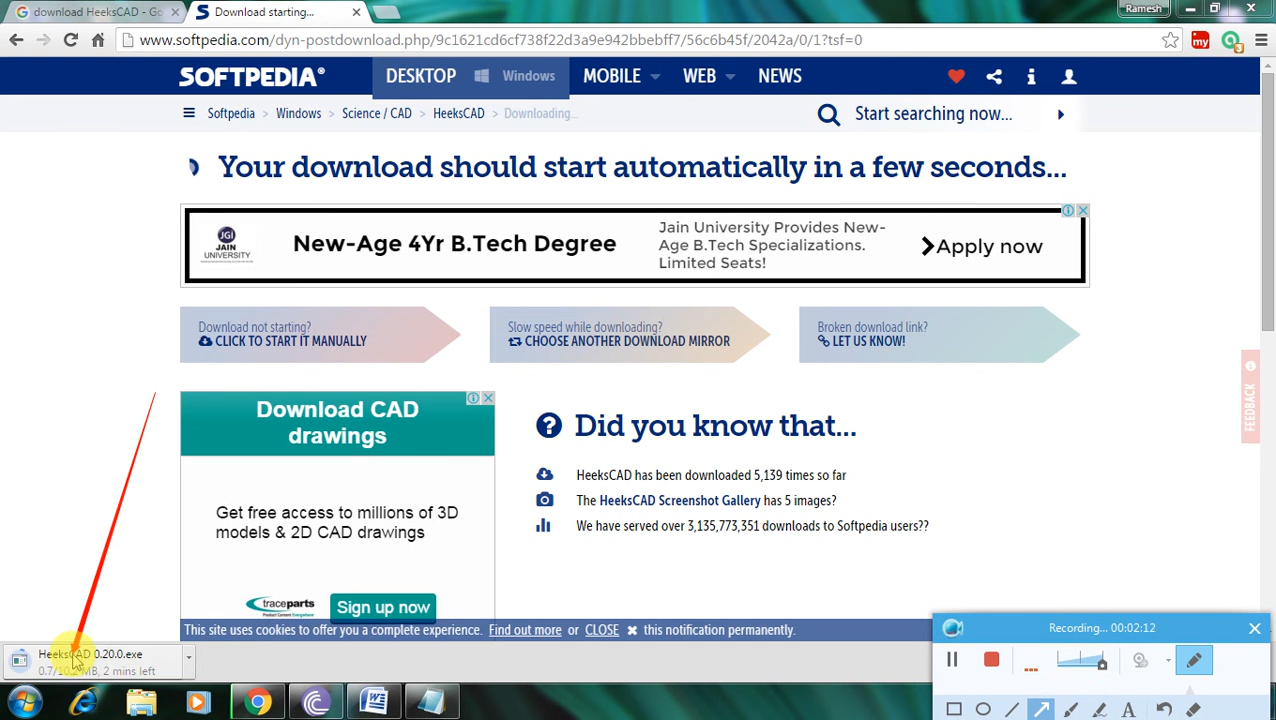 download HeeksCAD - Go
Download starting...
Ramesh
www.softpedia.com/dyn-postdownload.php/9c1621cd6cf738f22d3a9e942bbebff7/56c6b45f/2042a/0/1?tsf=0
my
3
SOFTPEDIA®
DESKTOP
Windows
MOBILE
WEB
NEWS
Softpedia > Windows > Science / CAD > HeeksCAD > Downloading...
Start searching now...
Your download should start automatically in a few seconds...
JGI
JAIN
UNIVERSITY
New-Age 4Yr B.Tech Degree
Jain University Provides New-
Age B.Tech Specializations.
Limited Seats!
Apply now
Download not starting?
CLICK TO START IT MANUALLY
Slow speed while downloading?
CHOOSE ANOTHER DOWNLOAD MIRROR
Broken download link?
LET US KNOW!
FEEDBACK
Download CAD
drawings
Get free access to millions of 3D
models & 2D CAD drawings
traceparts
Sign up now
Did you know that...
HeeksCAD has been downloaded 5,139 times so far
The HeeksCAD Screenshot Gallery has 5 images?
We have served over 3,135,773,351 downloads to Softpedia users??
This site uses cookies to offer you a complete experience. Find out more or CLOSE ✖ this notification permanently.
HeeksCAD 0.20.0.exe
MB, 2 mins left
Recording... 00:02:12